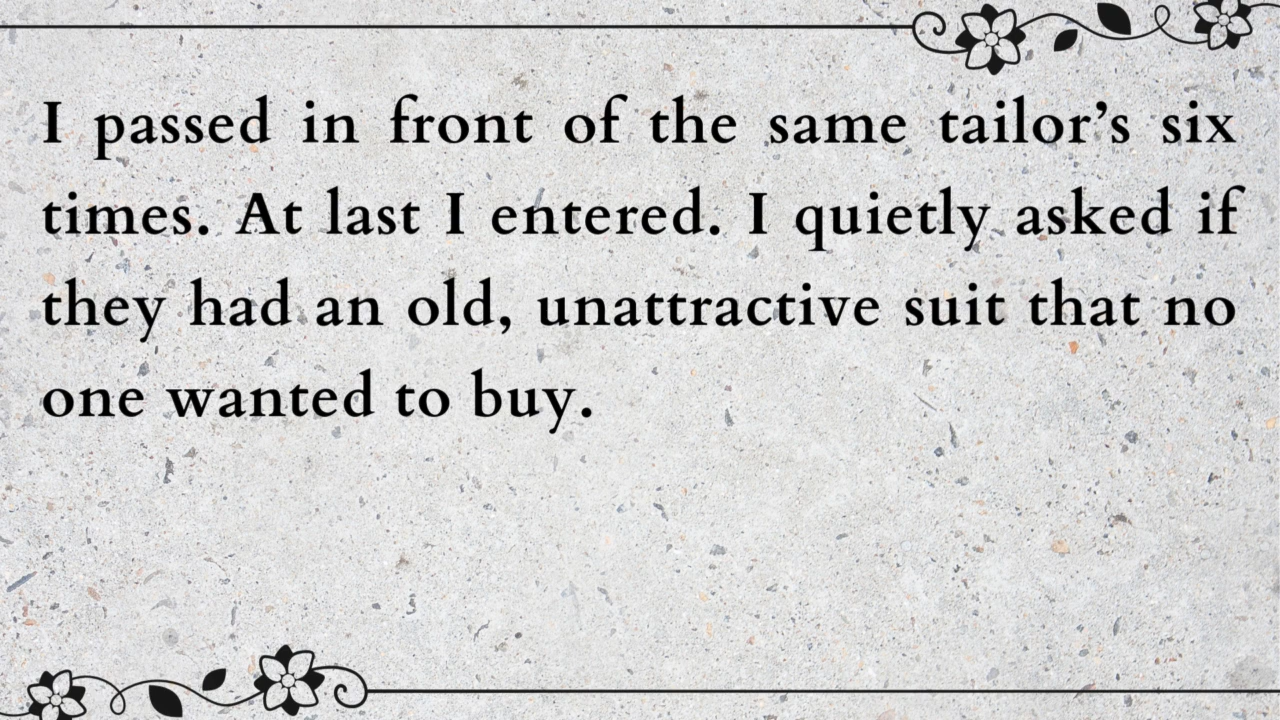 I passed in front of the same tailor’s six
times. At last I entered. I quietly asked if
they had an old, unattractive suit that no
one wanted to buy.